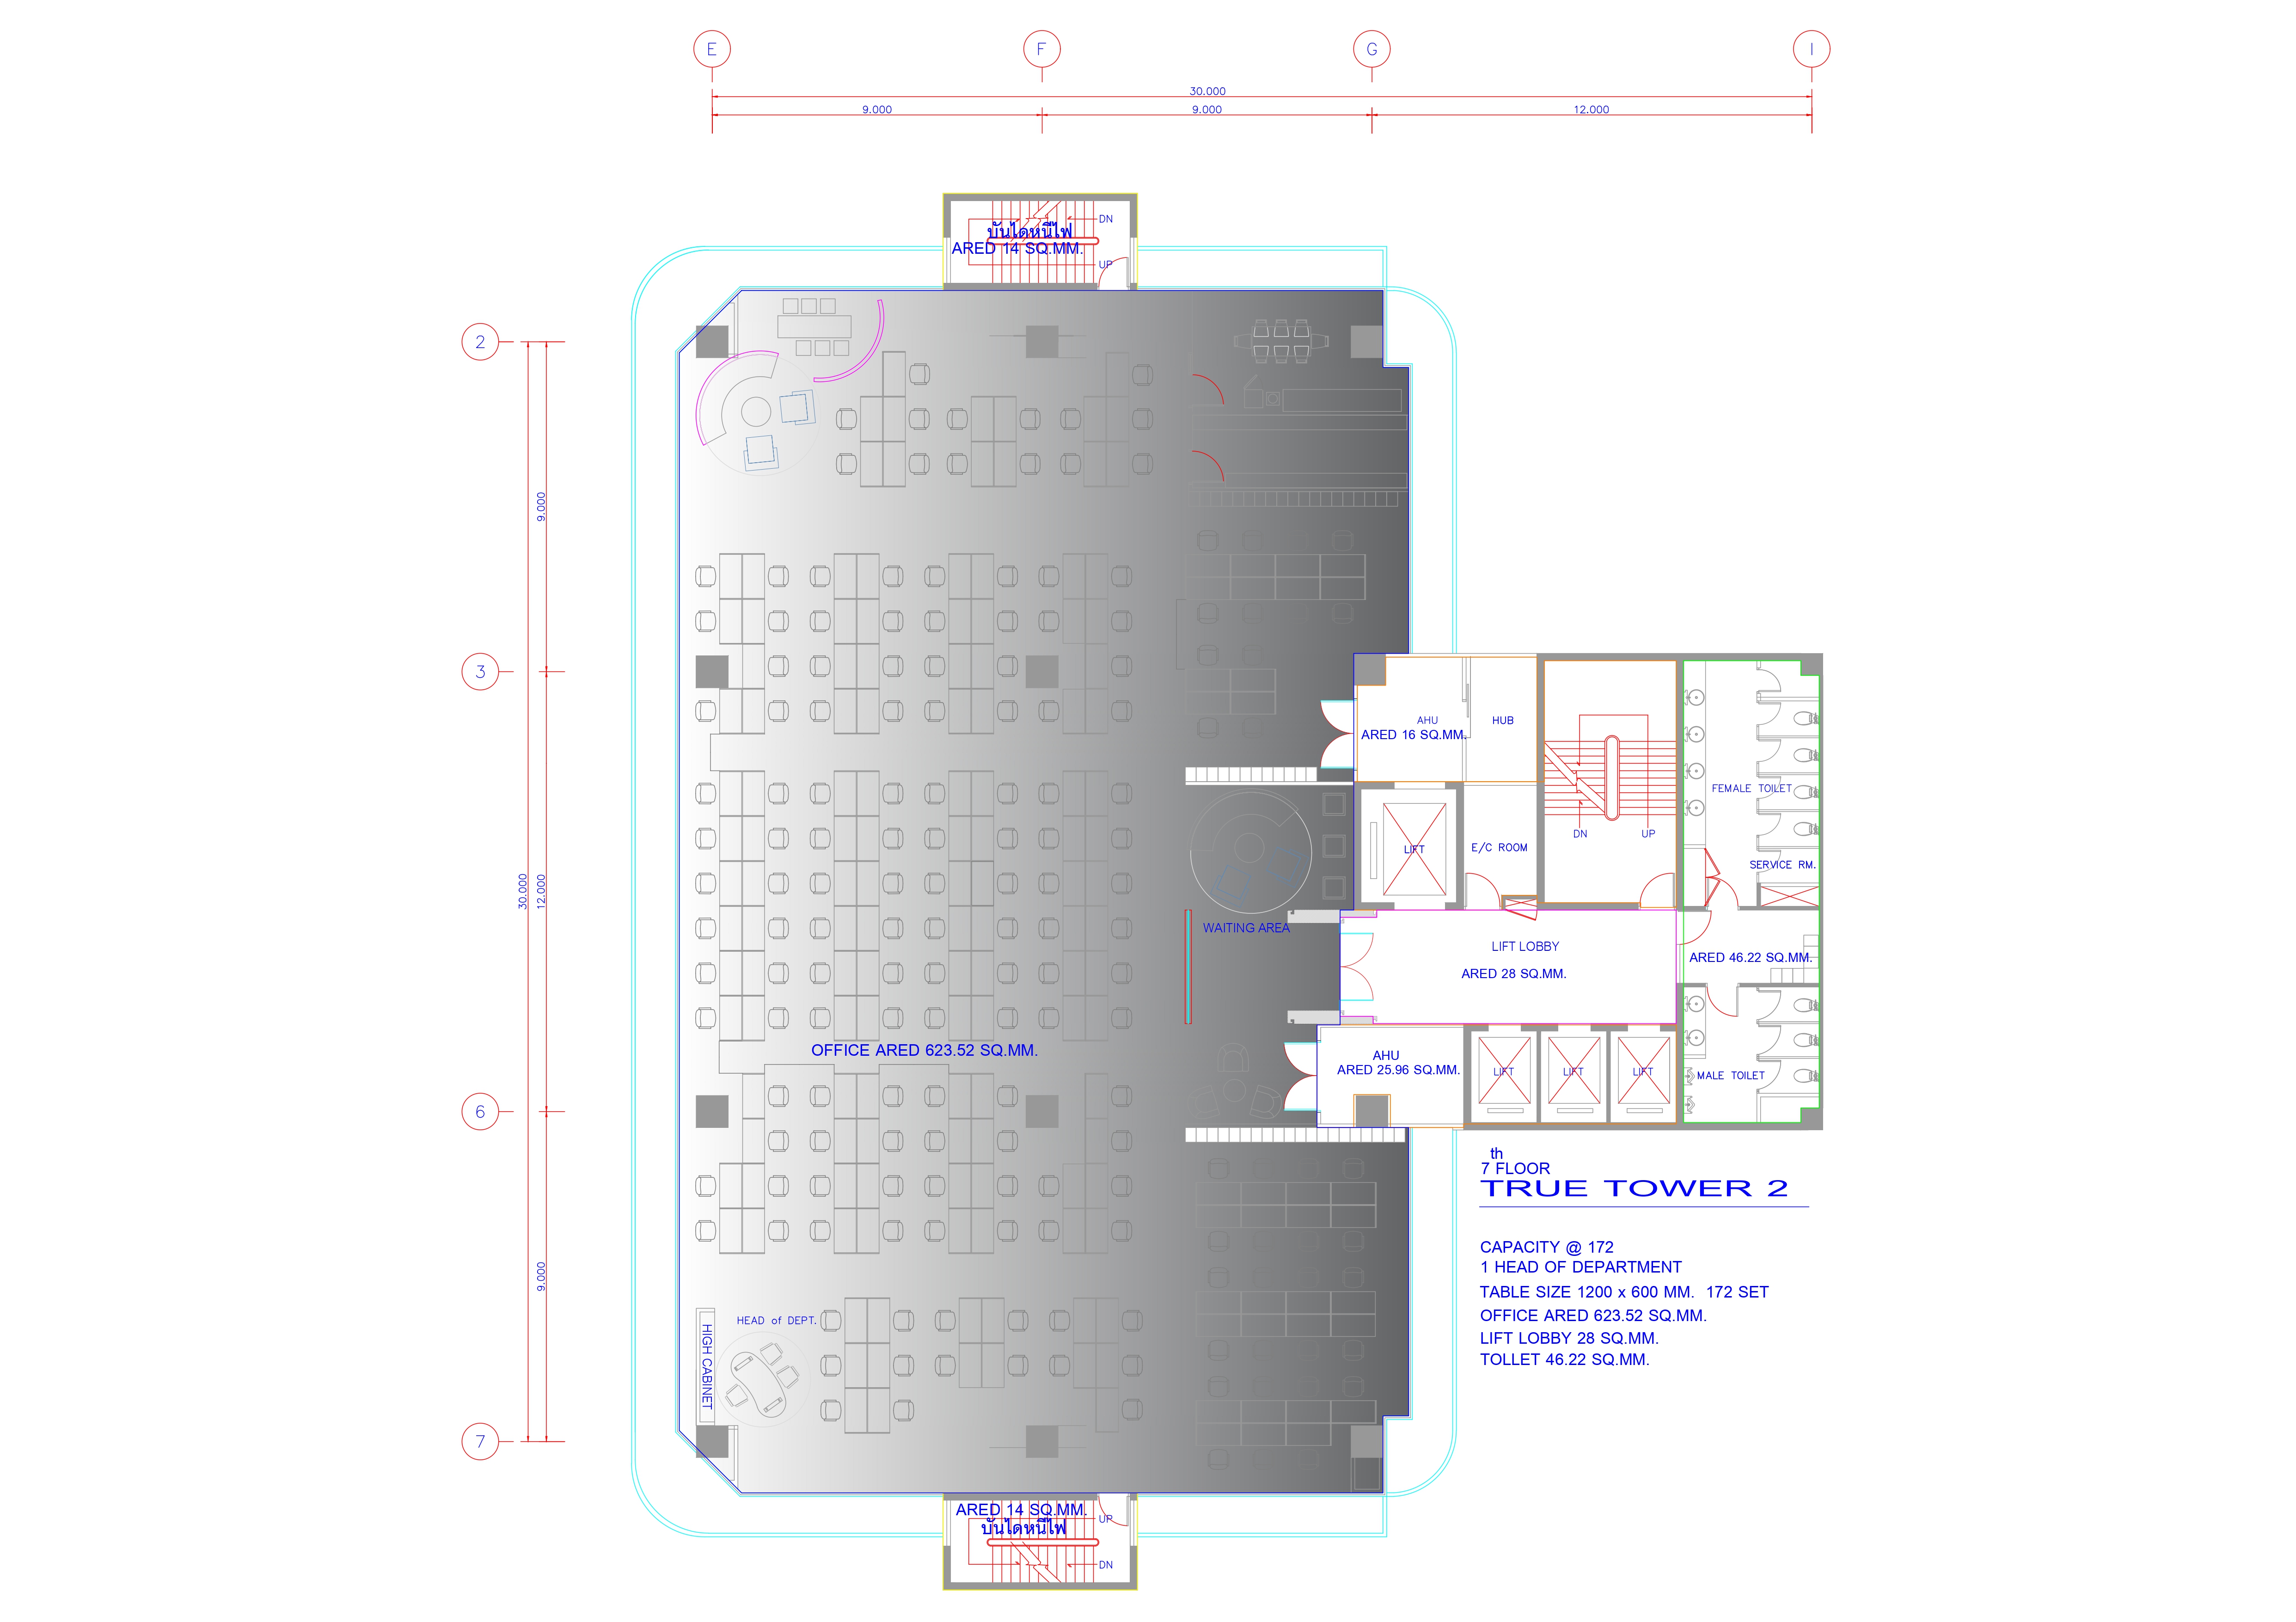 E
F
G
I
30.000
9.000
9.000
12.000
DN
บันไดหนีไฟ
ARED 14 SQ.MM.
UP
2
9.000
3
AHU
HUB
ARED 16 SQ.MM.
FEMALE TOILET
DN
UP
LIFT
E/C ROOM
SERVICE RM.
30.000
12.000
WAITING AREA
LIFT LOBBY
ARED 46.22 SQ.MM.
ARED 28 SQ.MM.
OFFICE ARED 623.52 SQ.MM.
AHU
ARED 25.96 SQ.MM.
LIFT
LIFT
LIFT
MALE TOILET
6
th
7 FLOOR
TRUE TOWER 2
CAPACITY @ 172
1 HEAD OF DEPARTMENT
TABLE SIZE 1200 x 600 MM. 172 SET
OFFICE ARED 623.52 SQ.MM.
LIFT LOBBY 28 SQ.MM.
TOLLET 46.22 SQ.MM.
9.000
HEAD of DEPT.
HIGH CABINET
7
ARED 14 SQ.MM.
UP
บันไดหนีไฟ
DN